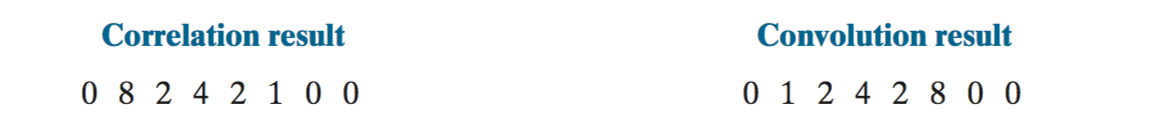 Correlation result
0 8 2 4 2 1 0 0
Convolution result
0 1 2 4 2 8 0 0